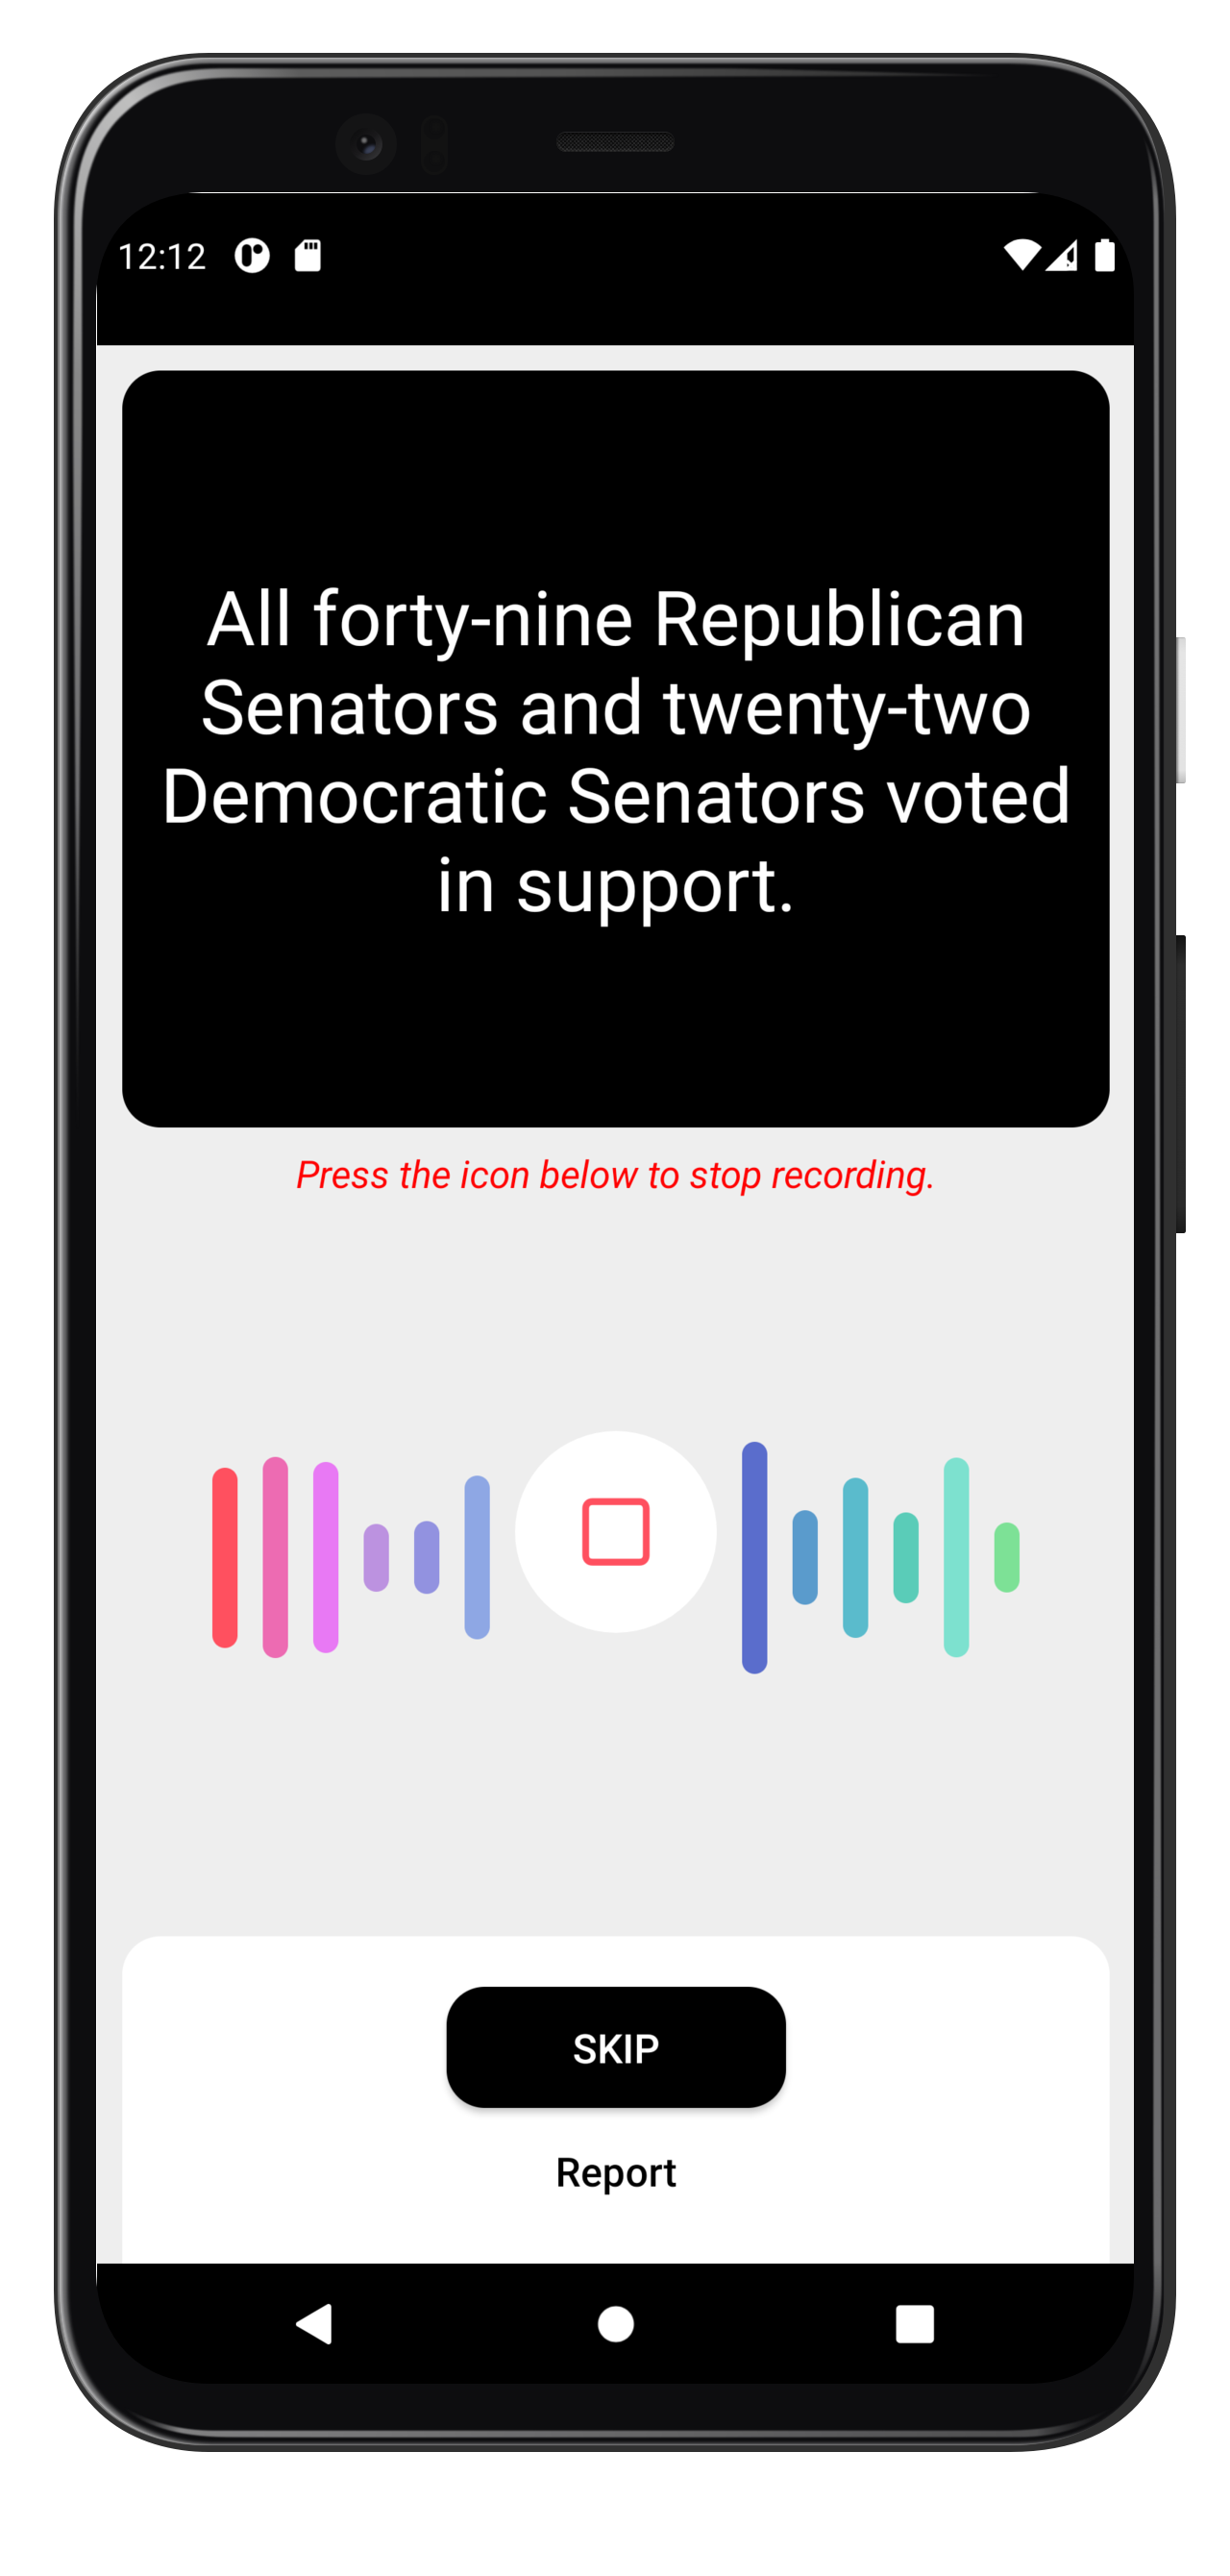 12:12
All forty-nine Republican
Senators and twenty-two
Democratic Senators voted
in support.
Press the icon below to stop recording.
SKIP
Report